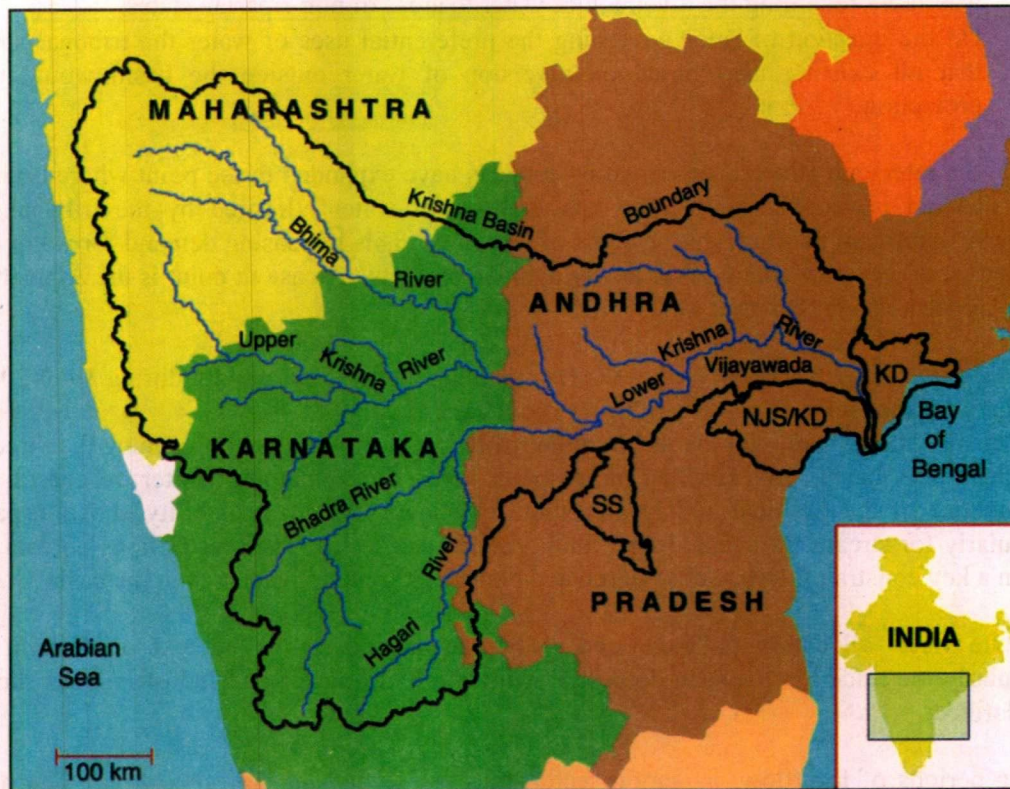 MAHARASHTRA
Krishna Basin Boundary
Bhima River
ANDHRA
Upper Krishna River
Lower Krishna River
Vijayawada
KD
NJS/KD
Bay
of
Bengal
KARNATAKA
Bhadra River
SS
Hagari River
PRADESH
Arabian
Sea
INDIA
100 km